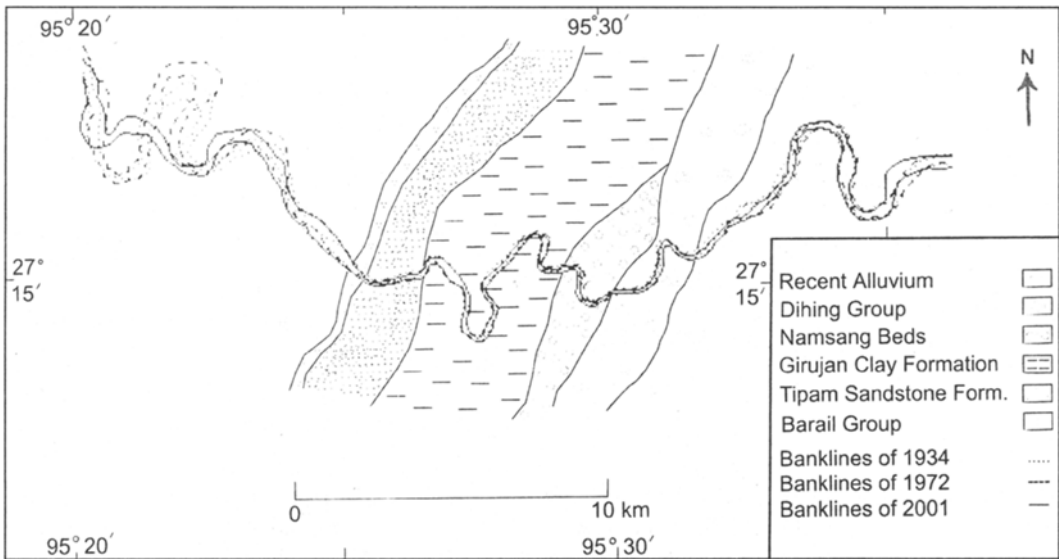 95° 20′
95° 30′
N
27° 15′
27° 15′
Recent Alluvium
Dihing Group
Namsang Beds
Girujan Clay Formation
Tipam Sandstone Form.
Barail Group
Banklines of 1934
Banklines of 1972
Banklines of 2001
0
10 km
95° 20′
95° 30′